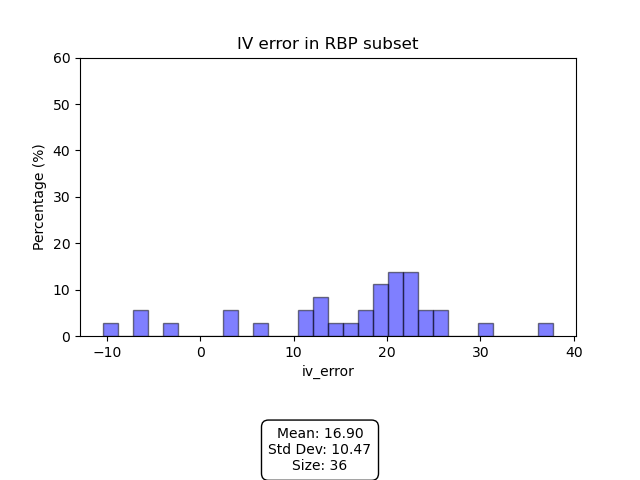 IV error in RBP subset
60
50
40
30
20
10
0
Percentage (%)
−10
0
10
20
30
40
iv_error
Mean: 16.90
Std Dev: 10.47
Size: 36